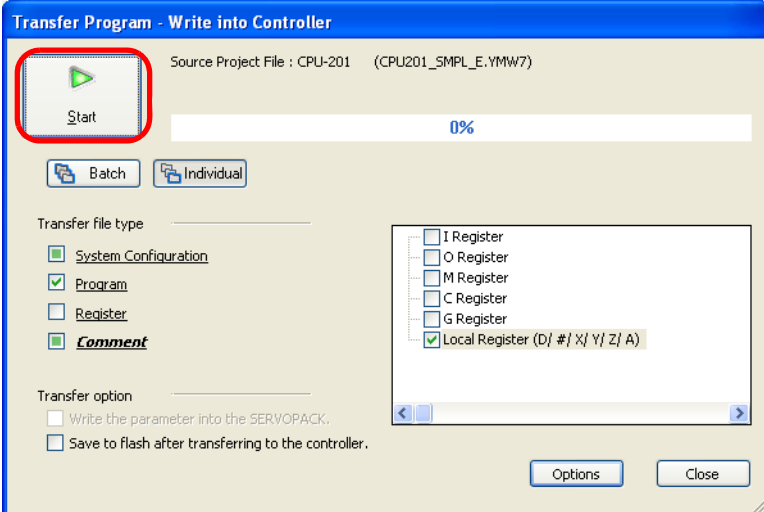 Transfer Program - Write into Controller
Start
Source Project File : CPU-201 (CPU201_SMPL_E.YMW7)
0%
Batch
Individual
Transfer file type
System Configuration
Program
Register
Comment
I Register
O Register
M Register
C Register
G Register
Local Register (D/ #/ X/ Y/ Z/ A)
Transfer option
Write the parameter into the SERVOPACK.
Save to flash after transferring to the controller.
Options
Close